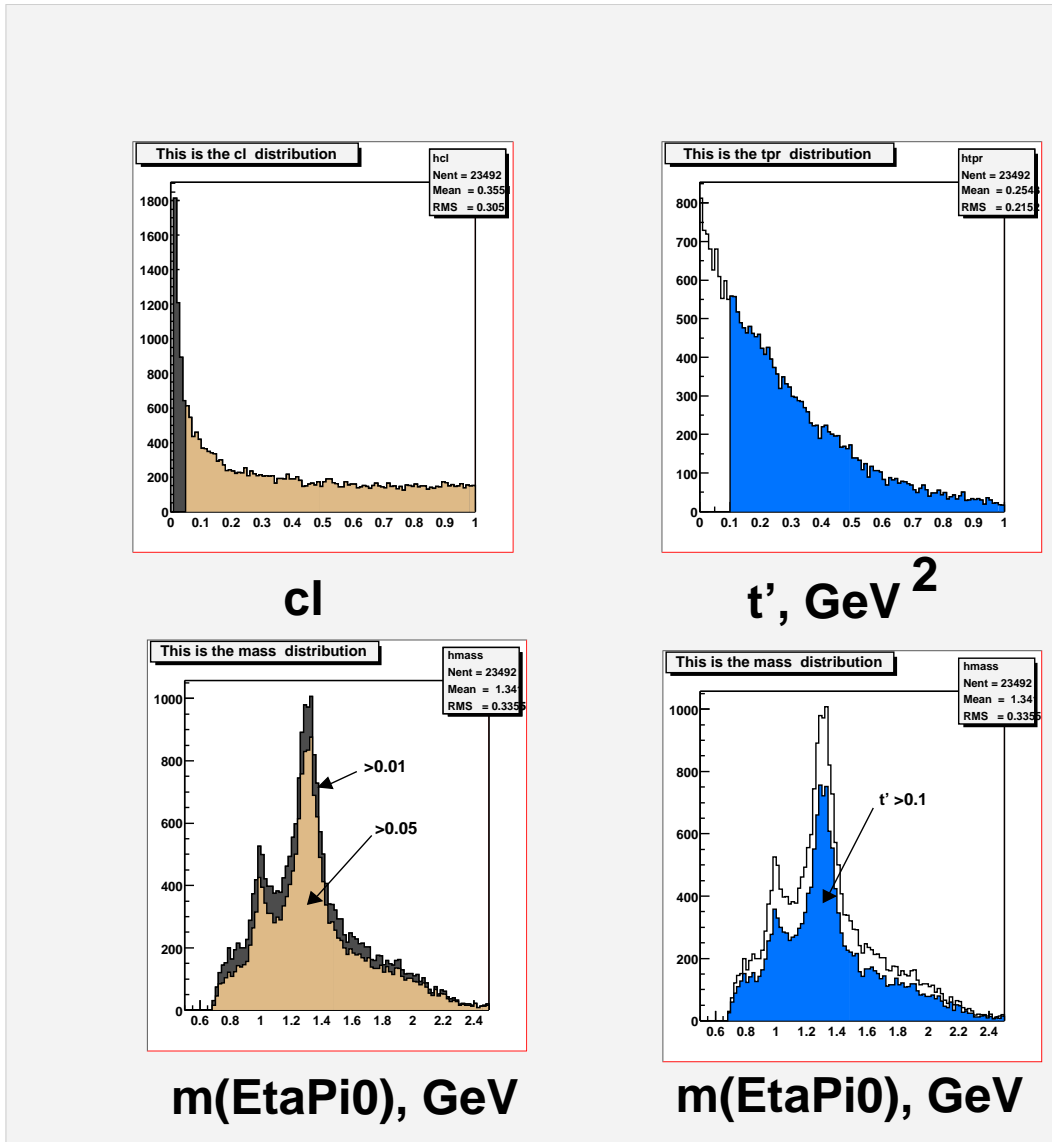 This is the cl distribution
hcl
Nent = 23492
Mean = 0.3551
RMS = 0.305
1800
1600
1400
1200
1000
800
600
400
200
0
0 0.1 0.2 0.3 0.4 0.5 0.6 0.7 0.8 0.9 1
cl
This is the tpr distribution
htpr
Nent = 23492
Mean = 0.2548
RMS = 0.2152
800
700
600
500
400
300
200
100
0
0 0.1 0.2 0.3 0.4 0.5 0.6 0.7 0.8 0.9 1
t’, GeV 2
This is the mass distribution
hmass
Nent = 23492
Mean = 1.341
RMS = 0.3355
1000
800
600
400
200
0
>0.01
>0.05
0.6 0.8 1 1.2 1.4 1.6 1.8 2 2.2 2.4
m(EtaPi0), GeV
This is the mass distribution
hmass
Nent = 23492
Mean = 1.341
RMS = 0.3355
1000
800
600
400
200
0
t’ >0.1
0.6 0.8 1 1.2 1.4 1.6 1.8 2 2.2 2.4
m(EtaPi0), GeV